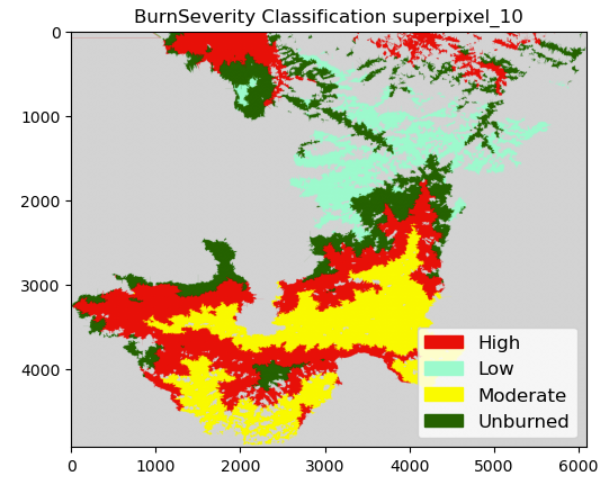 BurnSeverity Classification superpixel_10
0
1000
2000
3000
4000
High
Low
Moderate
Unburned
0 1000 2000 3000 4000 5000 6000